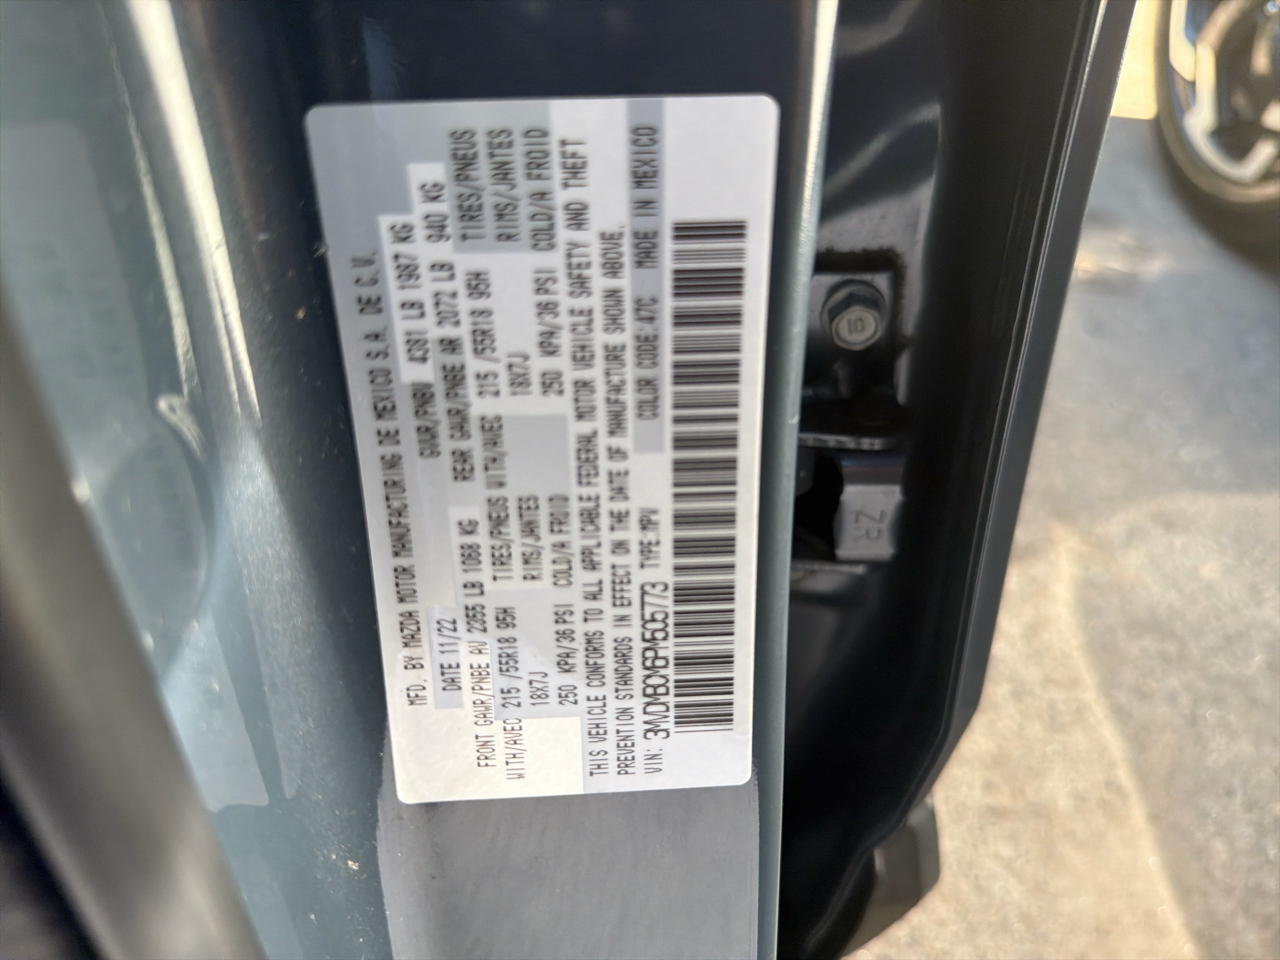 MFD. BY MAZDA MOTOR MANUFACTURING DE MEXICO S.A. DE C.V.
DATE 11/22 GVWR/PNBV 4381 LB 1987 KG
FRONT GAWR/PNBE AV 2355 LB 1068 KG REAR GAWR/PNBE AR 2072 LB 940 KG
WITH/AVEC 215 /55R18 95H TIRES/PNEUS WITH/AVEC 215 /55R18 95H TIRES/PNEUS
18X7J RIMS/JANTES 18X7J RIMS/JANTES
250 KPA/36 PSI COLD/A FROID 250 KPA/36 PSI COLD/A FROID
THIS VEHICLE CONFORMS TO ALL APPLICABLE FEDERAL MOTOR VEHICLE SAFETY AND THEFT
PREVENTION STANDARDS IN EFFECT ON THE DATE OF MANUFACTURE SHOWN ABOVE.
VIN: 3MVDMBCM6PM505773 TYPE:MPV COLOR CODE:47C MADE IN MEXICO
10
ZR